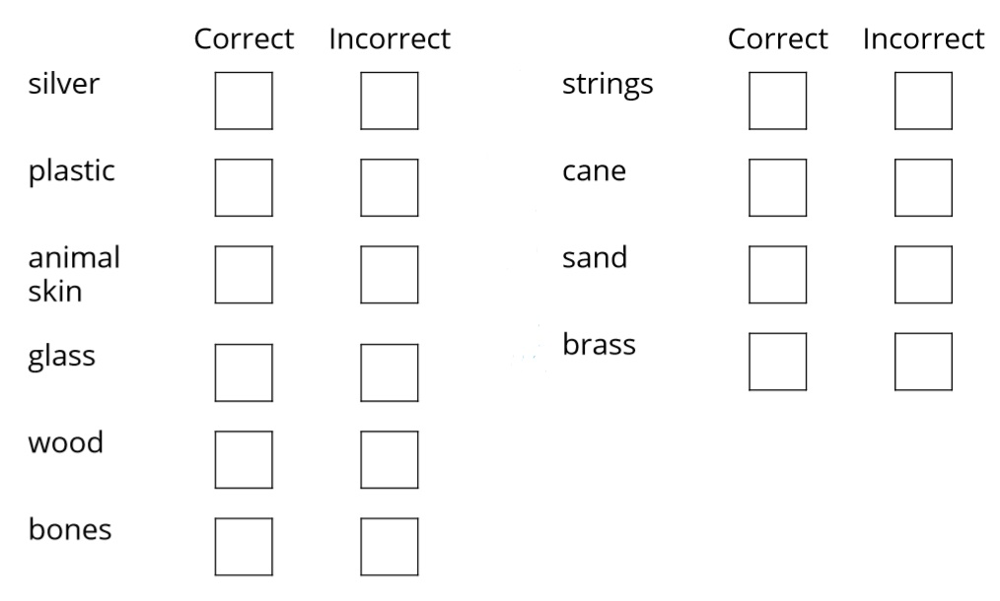 Correct Incorrect
silver
plastic
animal
skin
glass
wood
bones
Correct Incorrect
strings
cane
sand
brass